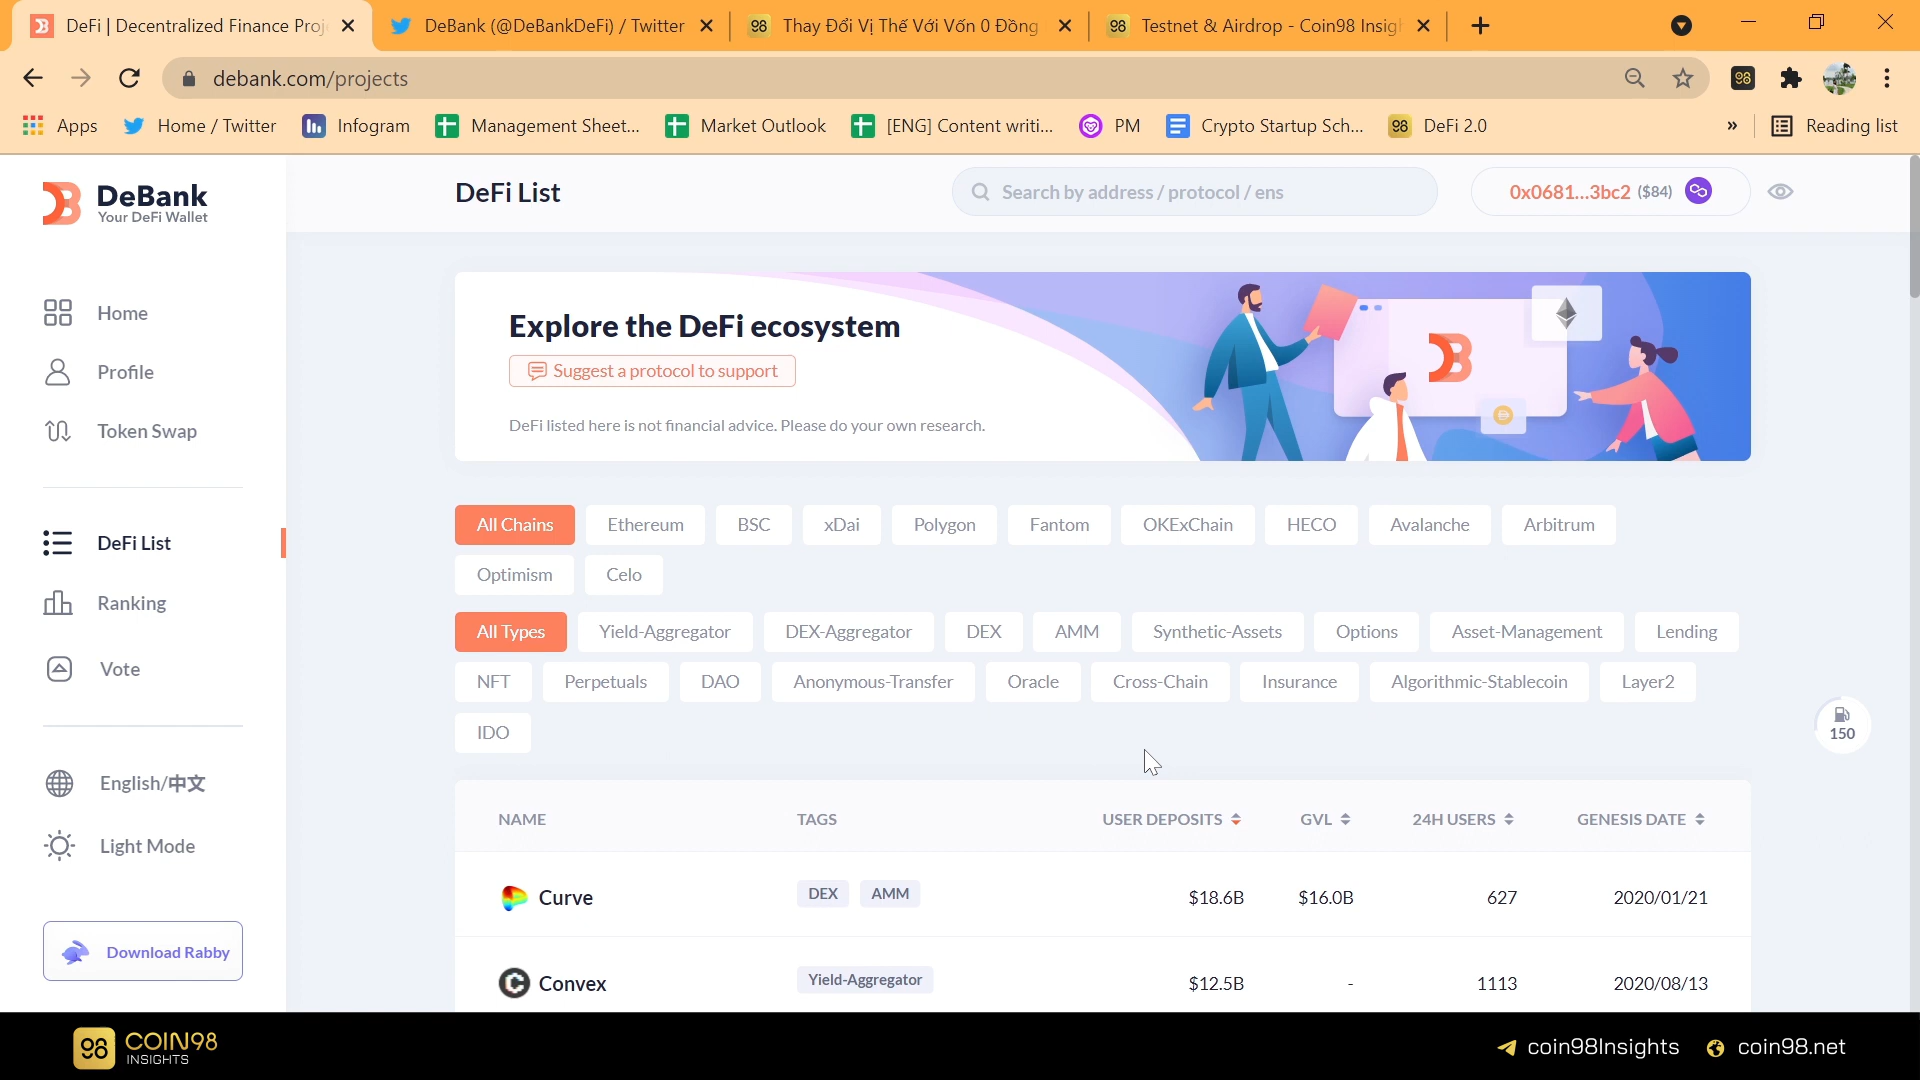 DeFi | Decentralized Finance Proj
DeBank (@DeBankDeFi) / Twitter
98 Thay Đổi Vị Thế Với Vốn 0 Đồng
98 Testnet & Airdrop - Coin98 Insigh
debank.com/projects
98
Apps
Home / Twitter
Infogram
Management Sheet...
Market Outlook
[ENG] Content writi...
PM
Crypto Startup Sch...
98 DeFi 2.0
»
Reading list
DeBank
Your DeFi Wallet
DeFi List
Search by address / protocol / ens
0x0681...3bc2 ($84)
Home
Profile
Token Swap
DeFi List
Ranking
Vote
English/中文
Light Mode
Download Rabby
Explore the DeFi ecosystem
Suggest a protocol to support
DeFi listed here is not financial advice. Please do your own research.
All Chains Ethereum BSC xDai Polygon Fantom OKExChain HECO Avalanche Arbitrum
Optimism Celo
All Types Yield-Aggregator DEX-Aggregator DEX AMM Synthetic-Assets Options Asset-Management Lending
NFT Perpetuals DAO Anonymous-Transfer Oracle Cross-Chain Insurance Algorithmic-Stablecoin Layer2
IDO
150
NAME TAGS USER DEPOSITS GVL 24H USERS GENESIS DATE
Curve DEX AMM $18.6B $16.0B 627 2020/01/21
Convex Yield-Aggregator $12.5B - 1113 2020/08/13
98 COIN98
INSIGHTS
coin98Insights
coin98.net